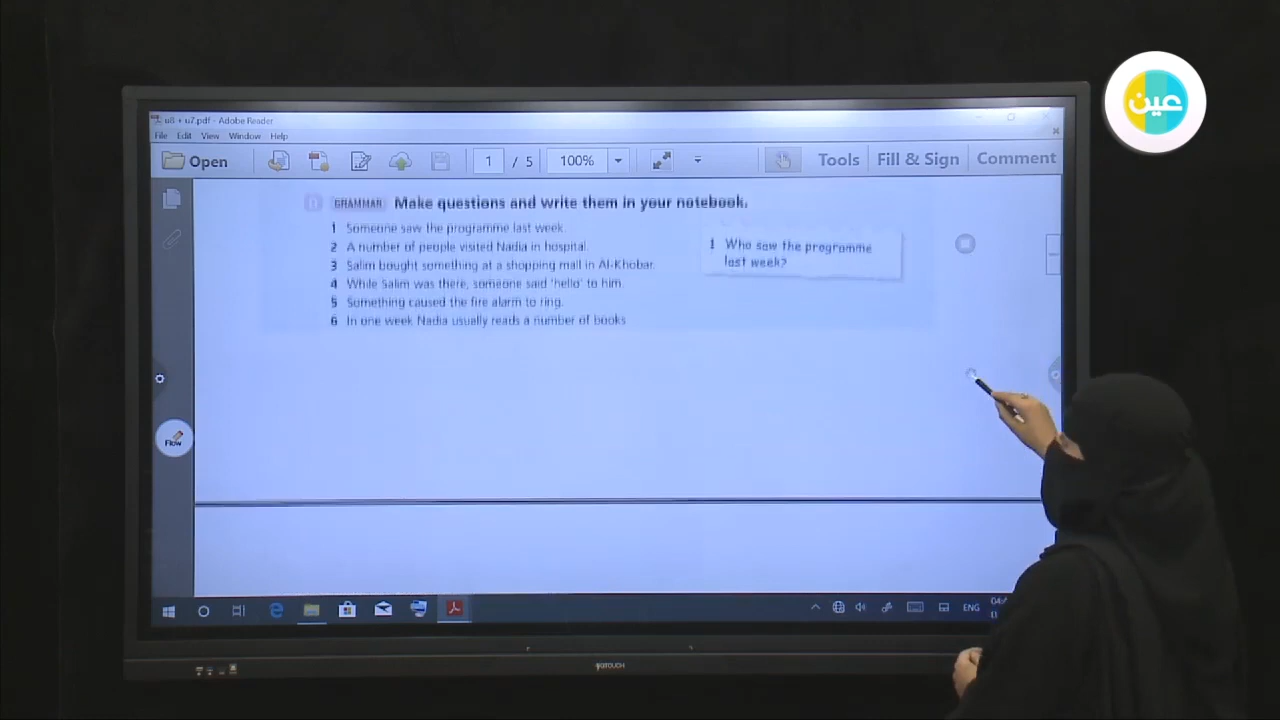 عين
u8 + u7.pdf - Adobe Reader
File Edit View Window Help
Open 1 / 5 100% Tools Fill & Sign Comment
GRAMMAR Make questions and write them in your notebook.
1 Someone saw the programme last week.
2 A number of people visited Nadia in hospital.
3 Salim bought something at a shopping mall in Al-Khobar.
4 While Salim was there, someone said 'hello' to him.
5 Something caused the fire alarm to ring.
6 In one week Nadia usually reads a number of books
1 Who saw the programme
last week?
Flow
ENG